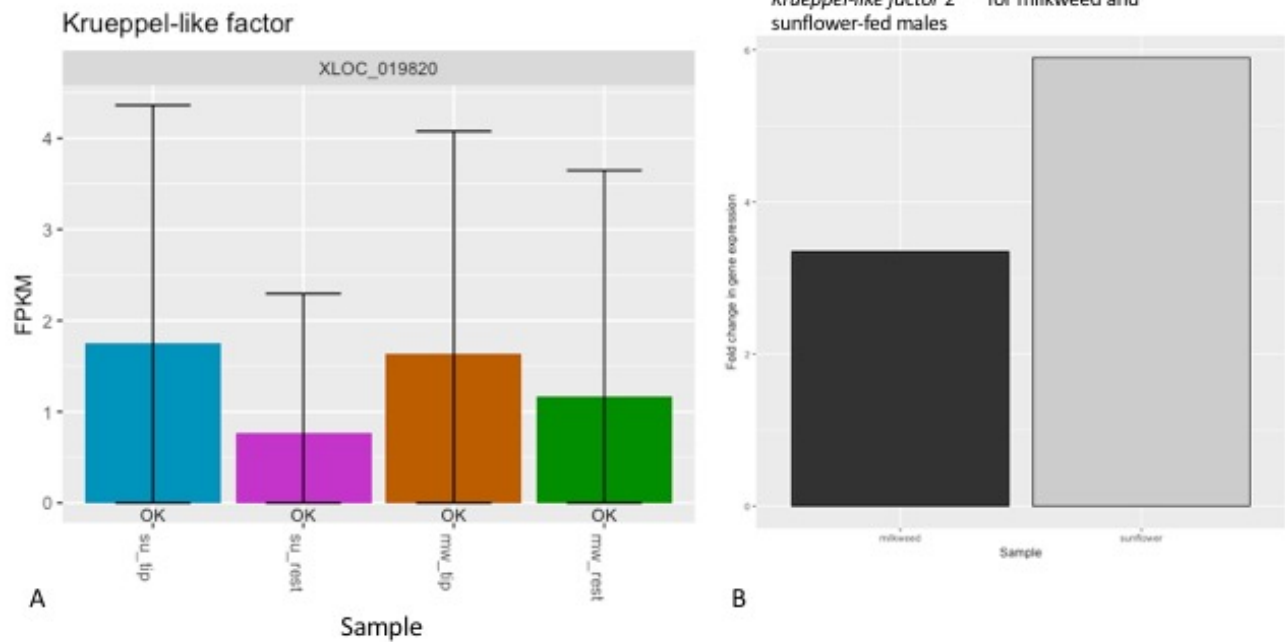 Krueppel-like factor
XLOC_019820
FPKM
4
3
2
1
0
OK OK OK OK
su_tip su_rest mw_tip mw_rest
Sample
A
Krueppel-like factor 2 for milkweed and
sunflower-fed males
Fold change in gene expression
6
4
2
0
milkweed sunflower
Sample
B